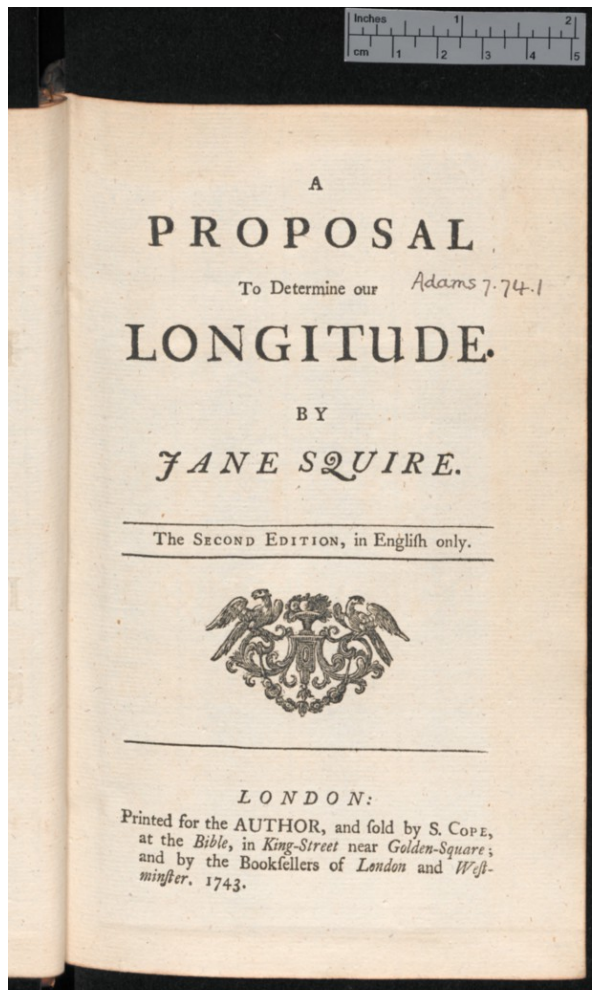 Inches 1 2
cm 1 2 3 4 5
A
PROPOSAL
To Determine our
Adams 7.74.1
LONGITUDE.
BY
JANE SQUIRE.
The SECOND EDITION, in Engliſh only.
LONDON:
Printed for the AUTHOR, and ſold by S. COPE,
at the Bible, in King-Street near Golden-Square;
and by the Bookſellers of London and Weſt-
minſter. 1743.